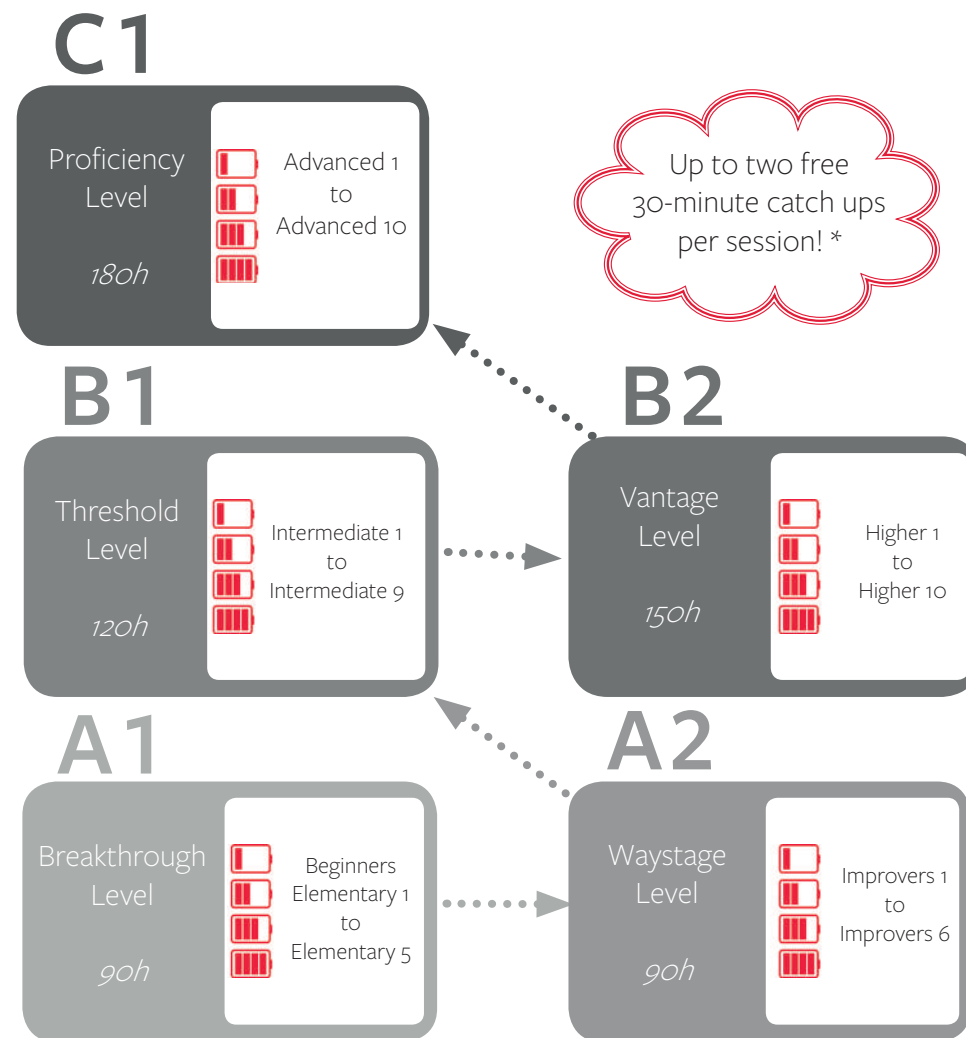 C1
Proficiency
Level
180h
Advanced 1
to
Advanced 10
Up to two free
30-minute catch ups
per session! *
B1
Threshold
Level
120h
Intermediate 1
to
Intermediate 9
B2
Vantage
Level
150h
Higher 1
to
Higher 10
A1
Breakthrough
Level
90h
Beginners
Elementary 1
to
Elementary 5
A2
Waystage
Level
90h
Improvers 1
to
Improvers 6